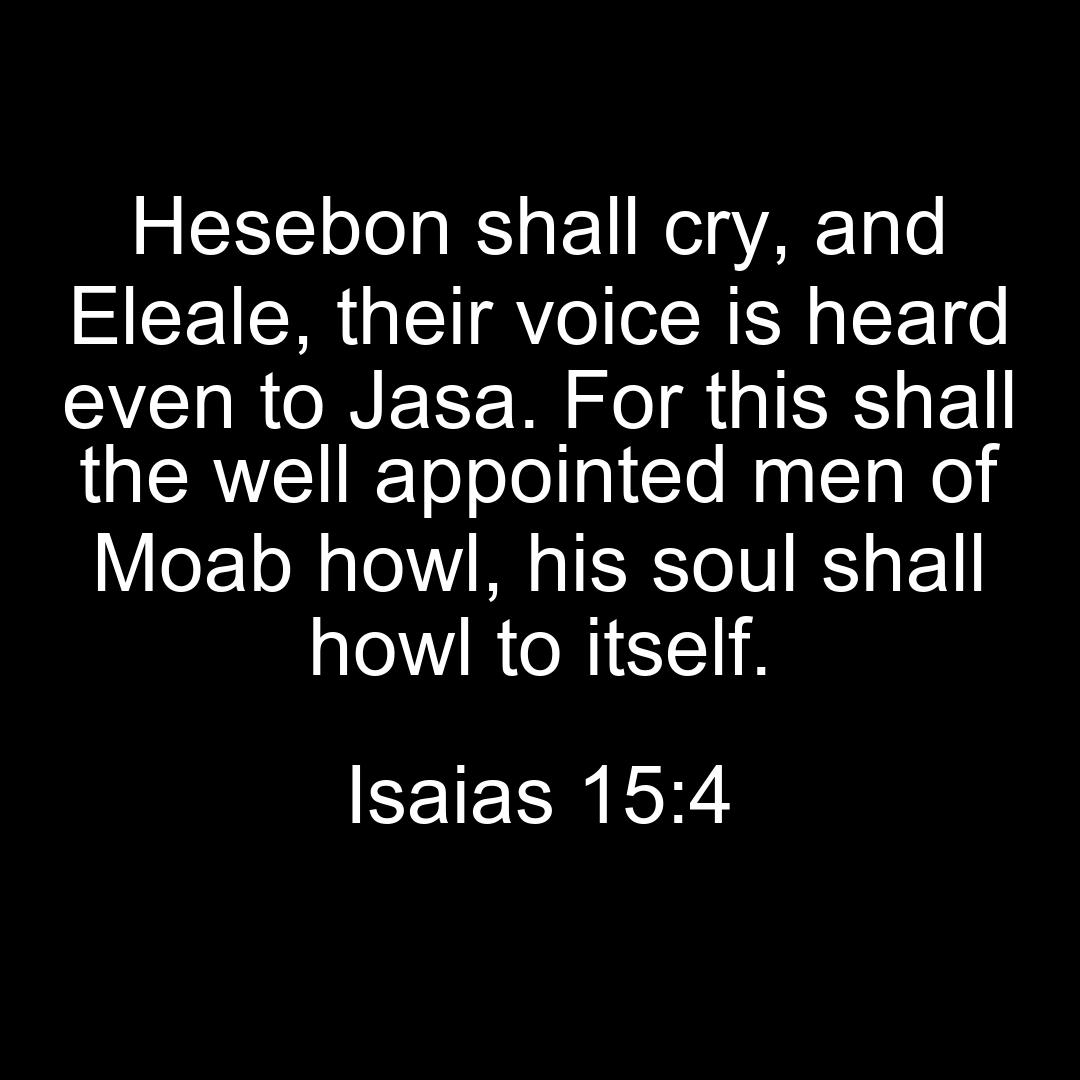 Hesebon shall cry, and
Eleale, their voice is heard
even to Jasa. For this shall
the well appointed men of
Moab howl, his soul shall
howl to itself.
Isaias 15:4